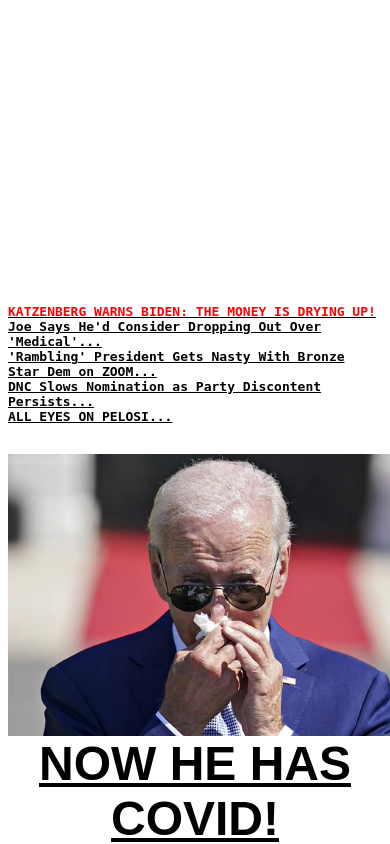 KATZENBERG WARNS BIDEN: THE MONEY IS DRYING UP!
Joe Says He'd Consider Dropping Out Over
'Medical'...
'Rambling' President Gets Nasty With Bronze
Star Dem on ZOOM...
DNC Slows Nomination as Party Discontent
Persists...
ALL EYES ON PELOSI...
NOW HE HAS
COVID!